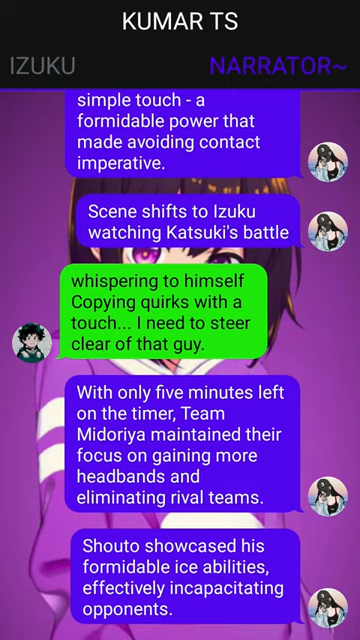 KUMAR TS
IZUKU
NARRATOR~
simple touch - a
formidable power that
made avoiding contact
imperative.
Scene shifts to Izuku
watching Katsuki's battle
whispering to himself
Copying quirks with a
touch... I need to steer
clear of that guy.
With only five minutes left
on the timer, Team
Midoriya maintained their
focus on gaining more
headbands and
eliminating rival teams.
Shouto showcased his
formidable ice abilities,
effectively incapacitating
opponents.